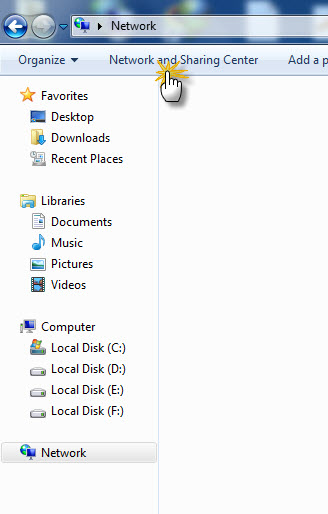 Network
Organize Network and Sharing Center Add a p
Favorites
Desktop
Downloads
Recent Places
Libraries
Documents
Music
Pictures
Videos
Computer
Local Disk (C:)
Local Disk (D:)
Local Disk (E:)
Local Disk (F:)
Network